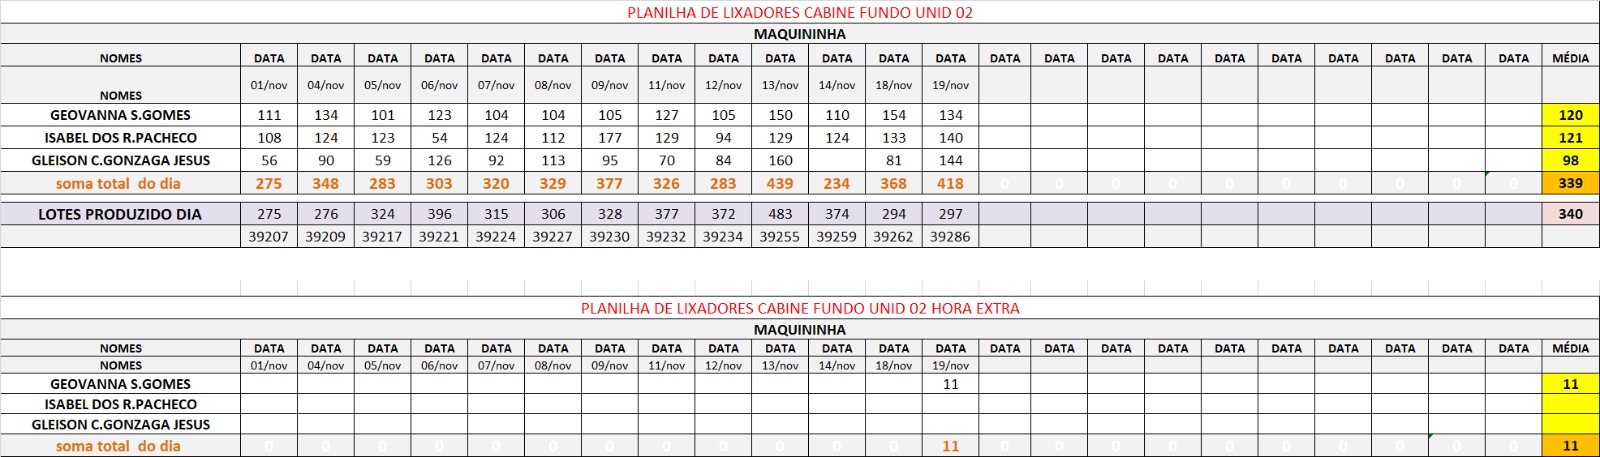 PLANILHA DE LIXADORES CABINE FUNDO UNID 02
MAQUININHA
NOMES DATA DATA DATA DATA DATA DATA DATA DATA DATA DATA DATA DATA DATA DATA DATA DATA DATA DATA DATA DATA DATA DATA DATA MÉDIA
NOMES 01/nov 04/nov 05/nov 06/nov 07/nov 08/nov 09/nov 11/nov 12/nov 13/nov 14/nov 18/nov 19/nov
GEOVANNA S.GOMES 111 134 101 123 104 104 105 127 105 150 110 154 134 120
ISABEL DOS R.PACHECO 108 124 123 54 124 112 177 129 94 129 124 133 140 121
GLEISON C.GONZAGA JESUS 56 90 59 126 92 113 95 70 84 160 81 144 98
soma total do dia 275 348 283 303 320 329 377 326 283 439 234 368 418 0 0 0 0 0 0 0 0 0 0 339
LOTES PRODUZIDO DIA 275 276 324 396 315 306 328 377 372 483 374 294 297 340
39207 39209 39217 39221 39224 39227 39230 39232 39234 39255 39259 39262 39286
PLANILHA DE LIXADORES CABINE FUNDO UNID 02 HORA EXTRA
MAQUININHA
NOMES DATA DATA DATA DATA DATA DATA DATA DATA DATA DATA DATA DATA DATA DATA DATA DATA DATA DATA DATA DATA DATA DATA DATA MÉDIA
NOMES 01/nov 04/nov 05/nov 06/nov 07/nov 08/nov 09/nov 11/nov 12/nov 13/nov 14/nov 18/nov 19/nov
GEOVANNA S.GOMES 11 11
ISABEL DOS R.PACHECO
GLEISON C.GONZAGA JESUS
soma total do dia 0 0 0 0 0 0 0 0 0 0 0 0 11 0 0 0 0 0 0 0 0 0 0 11